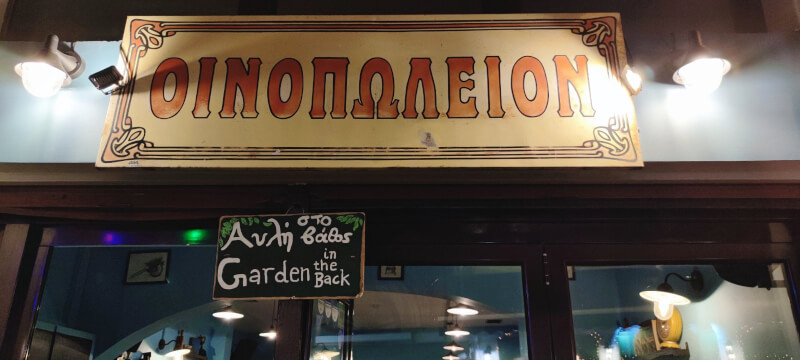 ΟΙΝΟΠΩΛΕΙΟΝ
Αυλή στο βάθος
Garden in the Back